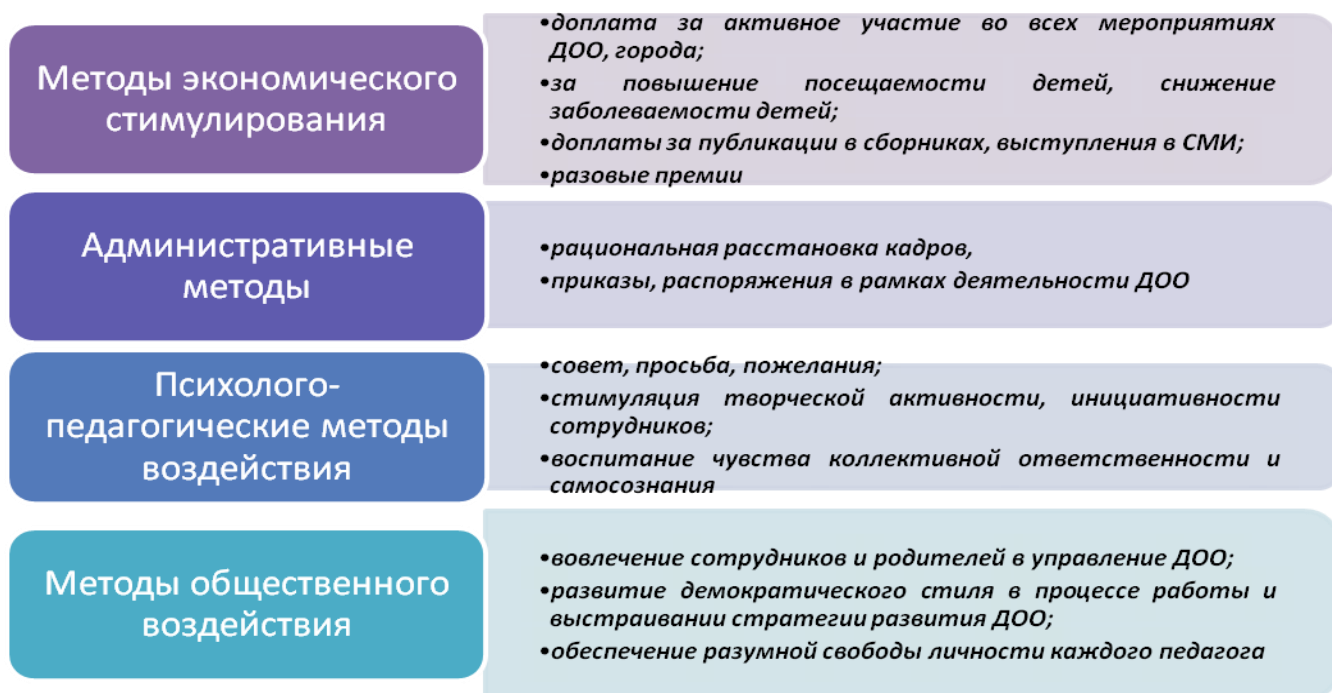 Методы экономического
стимулирования
•доплата за активное участие во всех мероприятиях
ДОО, города;
•за повышение посещаемости детей, снижение
заболеваемости детей;
•доплаты за публикации в сборниках, выступления в СМИ;
•разовые премии
Административные
методы
•рациональная расстановка кадров,
•приказы, распоряжения в рамках деятельности ДОО
Психолого-
педагогические методы
воздействия
•совет, просьба, пожелания;
•стимуляция творческой активности, инициативности
сотрудников;
•воспитание чувства коллективной ответственности и
самосознания
Методы общественного
воздействия
•вовлечение сотрудников и родителей в управление ДОО;
•развитие демократического стиля в процессе работы и
выстраивании стратегии развития ДОО;
•обеспечение разумной свободы личности каждого педагога